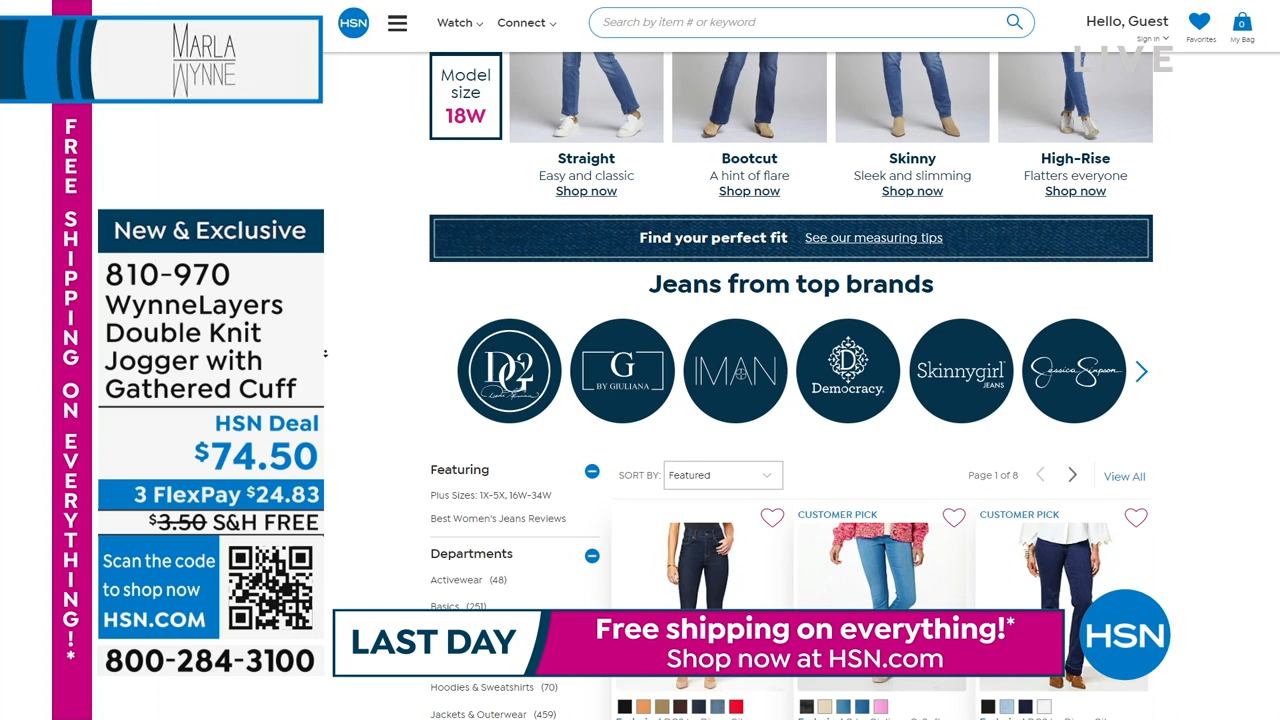 MARLA
WYNNE
FREE SHIPPING ON EVERYTHING!*
New & Exclusive
810-970
WynneLayers
Double Knit
Jogger with
Gathered Cuff
HSN Deal
$74.50
3 FlexPay $24.83
$3.50 S&H FREE
Scan the code
to shop now
HSN.COM
800-284-3100
HSN
Watch
Connect
Search by item # or keyword
Hello, Guest
Sign in
Favorites
0
My Bag
LIVE
Model
size
18W
Straight
Easy and classic
Shop now
Bootcut
A hint of flare
Shop now
Skinny
Sleek and slimming
Shop now
High-Rise
Flatters everyone
Shop now
Find your perfect fit See our measuring tips
Jeans from top brands
DG2
G
BY GIULIANA
IMAN
D
Democracy.
Skinnygirl
JEANS
Jessica Simpson
Featuring
Plus Sizes: 1X-5X, 16W-34W
Best Women's Jeans Reviews
Departments
Activewear (48)
Basics (251)
Hoodies & Sweatshirts (70)
Jackets & Outerwear (459)
SORT BY: Featured
Page 1 of 8
View All
CUSTOMER PICK
CUSTOMER PICK
LAST DAY
Free shipping on everything!*
Shop now at HSN.com
HSN